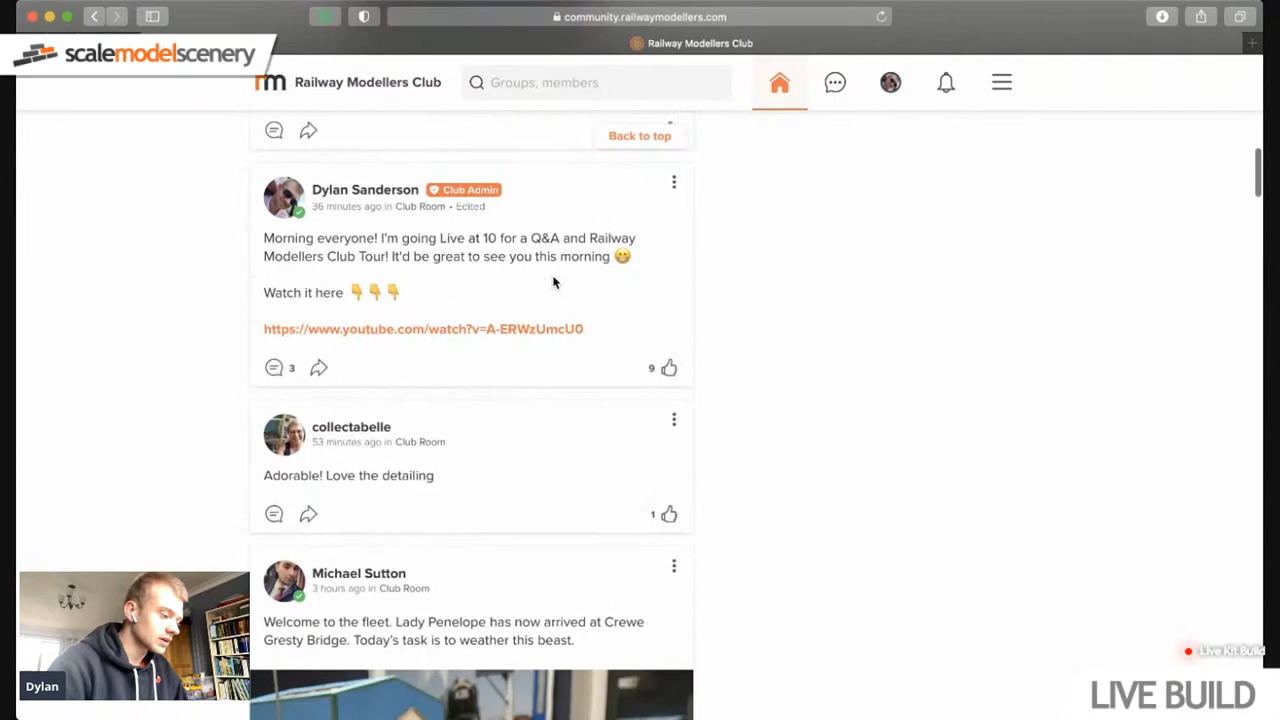 community.railwaymodellers.com
Railway Modellers Club
scalemodelscenery
rm Railway Modellers Club
Groups, members
Back to top
Dylan Sanderson Club Admin
36 minutes ago in Club Room • Edited
Morning everyone! I'm going Live at 10 for a Q&A and Railway
Modellers Club Tour! It'd be great to see you this morning 😁
Watch it here 👇👇👇
https://www.youtube.com/watch?v=A-ERWzUmcU0
3
9
collectabelle
53 minutes ago in Club Room
Adorable! Love the detailing
1
Michael Sutton
3 hours ago in Club Room
Welcome to the fleet. Lady Penelope has now arrived at Crewe
Gresty Bridge. Today's task is to weather this beast.
Dylan
Live Kit Build
LIVE BUILD